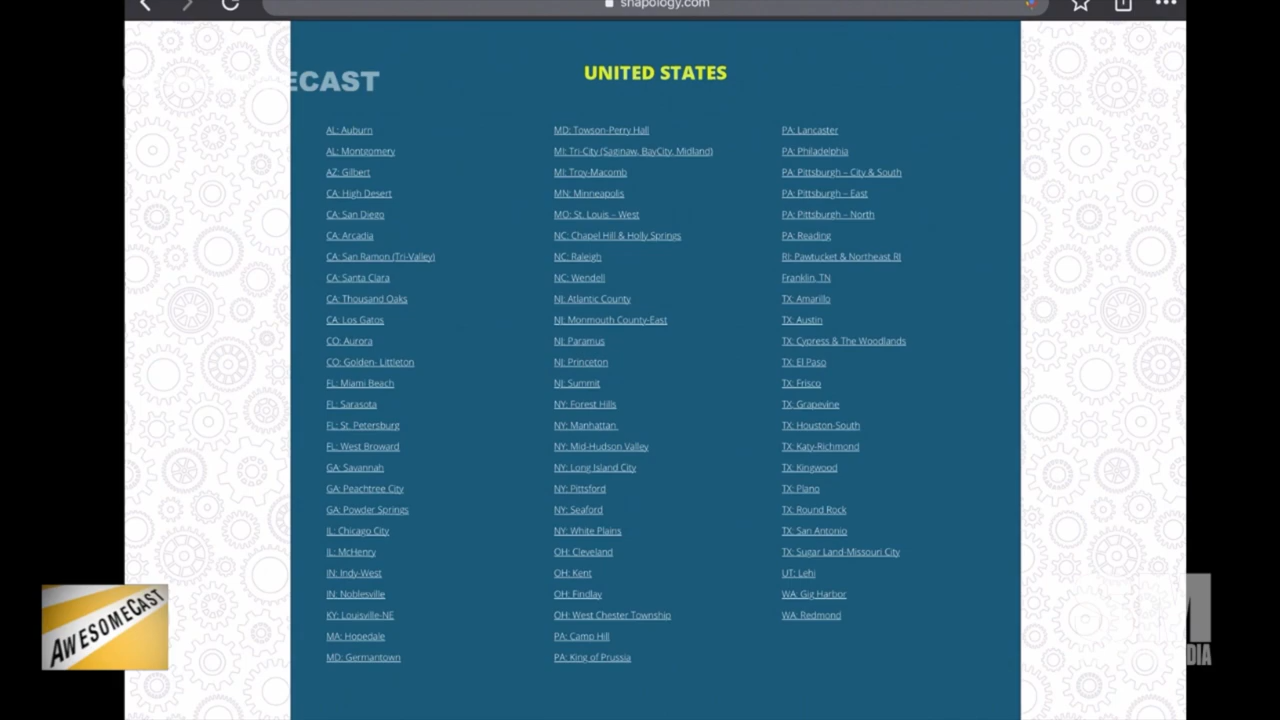 snapology.com
ECAST
UNITED STATES
AL: Auburn
AL: Montgomery
AZ: Gilbert
CA: High Desert
CA: San Diego
CA: Arcadia
CA: San Ramon (Tri-Valley)
CA: Santa Clara
CA: Thousand Oaks
CA: Los Gatos
CO: Aurora
CO: Golden- Littleton
FL: Miami Beach
FL: Sarasota
FL: St. Petersburg
FL: West Broward
GA: Savannah
GA: Peachtree City
GA: Powder Springs
IL: Chicago City
IL: McHenry
IN: Indy-West
IN: Noblesville
KY: Louisville-NE
MA: Hopedale
MD: Germantown
MD: Towson-Perry Hall
MI: Tri-City (Saginaw, BayCity, Midland)
MI: Troy-Macomb
MN: Minneapolis
MO: St. Louis – West
NC: Chapel Hill & Holly Springs
NC: Raleigh
NC: Wendell
NJ: Atlantic County
NJ: Monmouth County-East
NJ: Paramus
NJ: Princeton
NJ: Summit
NY: Forest Hills
NY: Manhattan
NY: Mid-Hudson Valley
NY: Long Island City
NY: Pittsford
NY: Seaford
NY: White Plains
OH: Cleveland
OH: Kent
OH: Findlay
OH: West Chester Township
PA: Camp Hill
PA: King of Prussia
PA: Lancaster
PA: Philadelphia
PA: Pittsburgh – City & South
PA: Pittsburgh – East
PA: Pittsburgh – North
PA: Reading
RI: Pawtucket & Northeast RI
Franklin, TN
TX: Amarillo
TX: Austin
TX: Cypress & The Woodlands
TX: El Paso
TX: Frisco
TX: Grapevine
TX: Houston-South
TX: Katy-Richmond
TX: Kingwood
TX: Plano
TX: Round Rock
TX: San Antonio
TX: Sugar Land-Missouri City
UT: Lehi
WA: Gig Harbor
WA: Redmond
AWESOMECAST
M
DIA